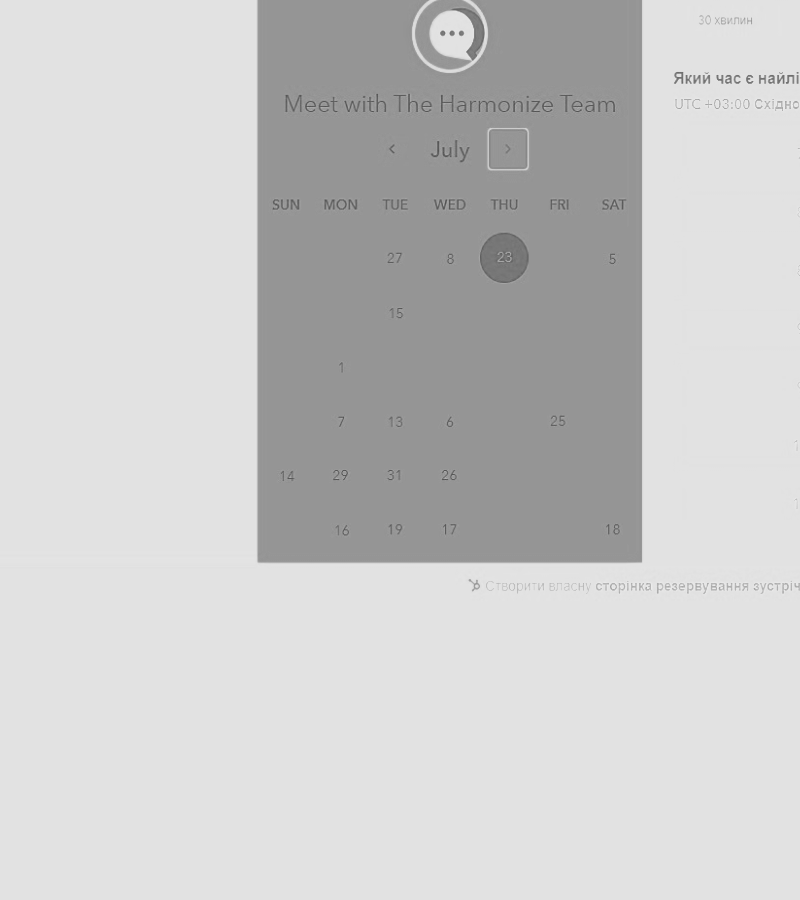 30 хвилин
Який час є найлі
UTC +03:00 Східно
Meet with The Harmonize Team
July
SUN MON TUE WED THU FRI SAT
27 8 23 5
15
1
7 13 6 25
14 29 31 26
16 19 17 18
Створити власну сторінка резервування зустріч